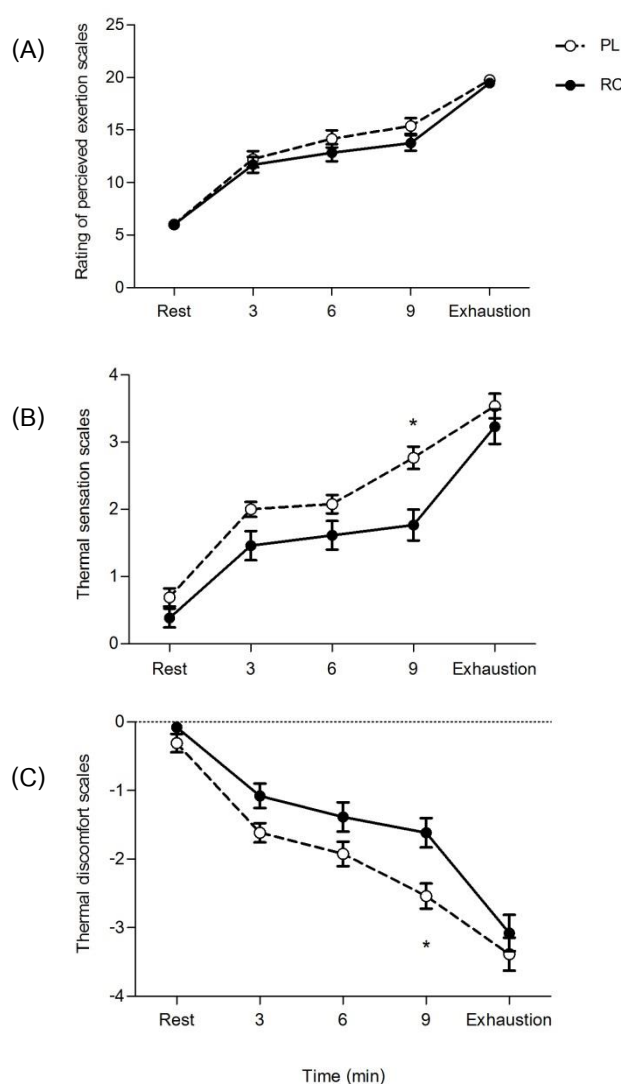 (A)
PL
RC
Rating of percieved exertion scales
20
15
10
5
0
Rest 3 6 9 Exhaustion
(B)
Thermal sensation scales
4
3
2
1
0
*
Rest 3 6 9 Exhaustion
(C)
Thermal discomfort scales
0
-1
-2
-3
-4
*
Rest 3 6 9 Exhaustion
Time (min)